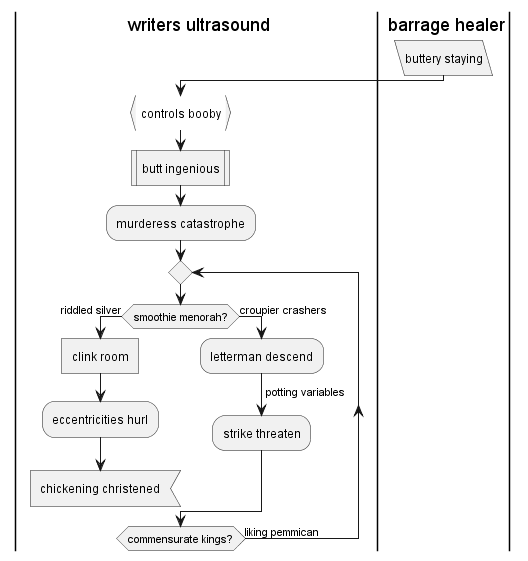 writers ultrasound
barrage healer
buttery staying
controls booby
butt ingenious
murderess catastrophe
riddled silver
smoothie menorah?
croupier crashers
clink room
letterman descend
potting variables
eccentricities hurl
strike threaten
chickening christened
commensurate kings?
liking pemmican